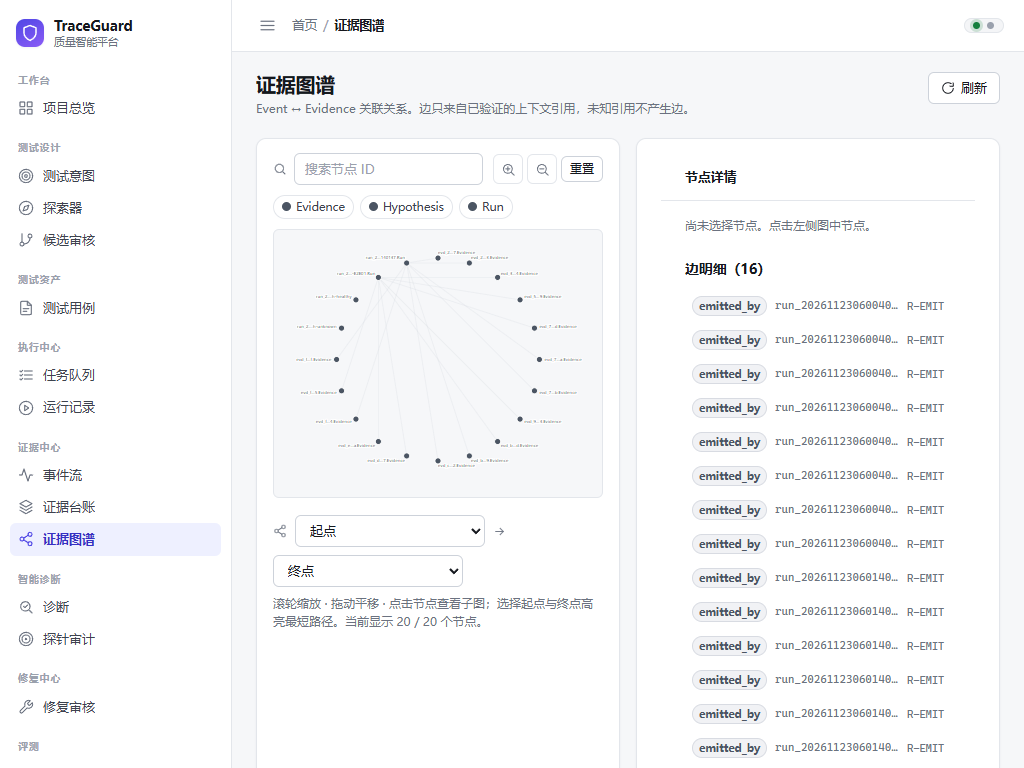 TraceGuard
质量智能平台
工作台
项目总览
测试设计
测试意图
探索器
候选审核
测试资产
测试用例
执行中心
任务队列
运行记录
证据中心
事件流
证据台账
证据图谱
智能诊断
诊断
探针审计
修复中心
修复审核
评测
首页 / 证据图谱
证据图谱
Event ↔ Evidence 关联关系。边只来自已验证的上下文引用，未知引用不产生边。
刷新
搜索节点 ID
重置
Evidence
Hypothesis
Run
起点
→
终点
滚轮缩放 · 拖动平移 · 点击节点查看子图；选择起点与终点高
亮最短路径。当前显示 20 / 20 个节点。
节点详情
尚未选择节点。点击左侧图中节点。
边明细（16）
emitted_by run_20261123060040… R-EMIT
emitted_by run_20261123060040… R-EMIT
emitted_by run_20261123060040… R-EMIT
emitted_by run_20261123060040… R-EMIT
emitted_by run_20261123060040… R-EMIT
emitted_by run_20261123060040… R-EMIT
emitted_by run_20261123060040… R-EMIT
emitted_by run_20261123060040… R-EMIT
emitted_by run_20261123060140… R-EMIT
emitted_by run_20261123060140… R-EMIT
emitted_by run_20261123060140… R-EMIT
emitted_by run_20261123060140… R-EMIT
emitted_by run_20261123060140… R-EMIT
emitted_by run_20261123060140… R-EMIT